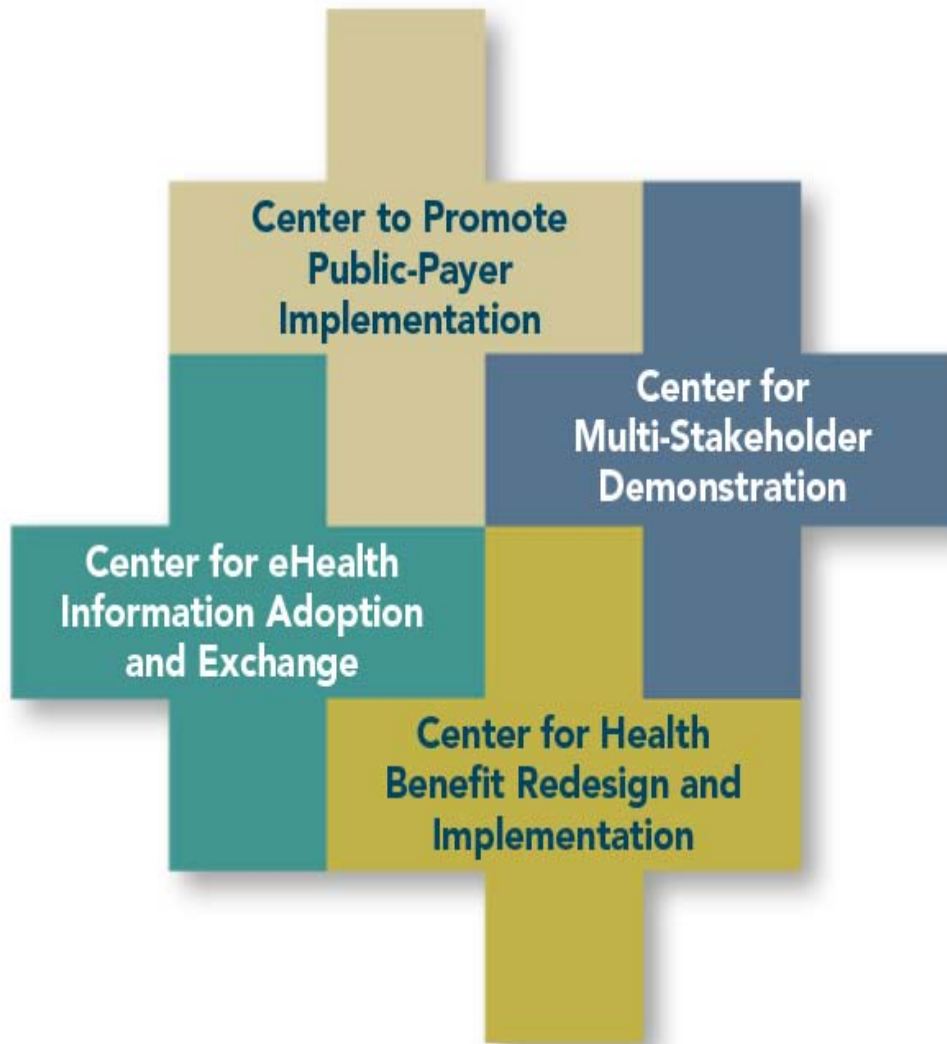 Center to Promote
Public-Payer
Implementation
Center for
Multi-Stakeholder
Demonstration
Center for eHealth
Information Adoption
and Exchange
Center for Health
Benefit Redesign and
Implementation